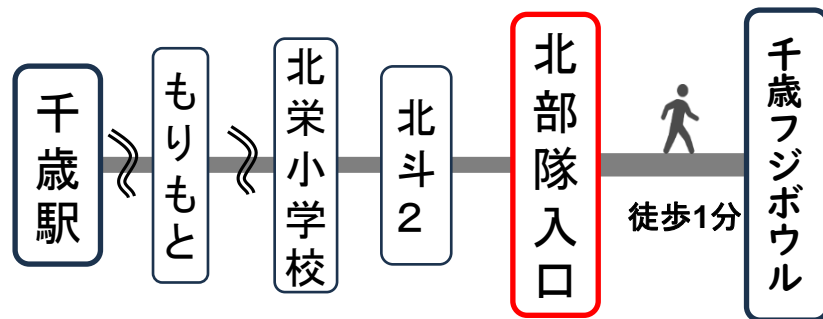 千歳駅
もりもと
北栄小学校
北斗2
北部隊入口
徒歩1分
千歳フジボウル